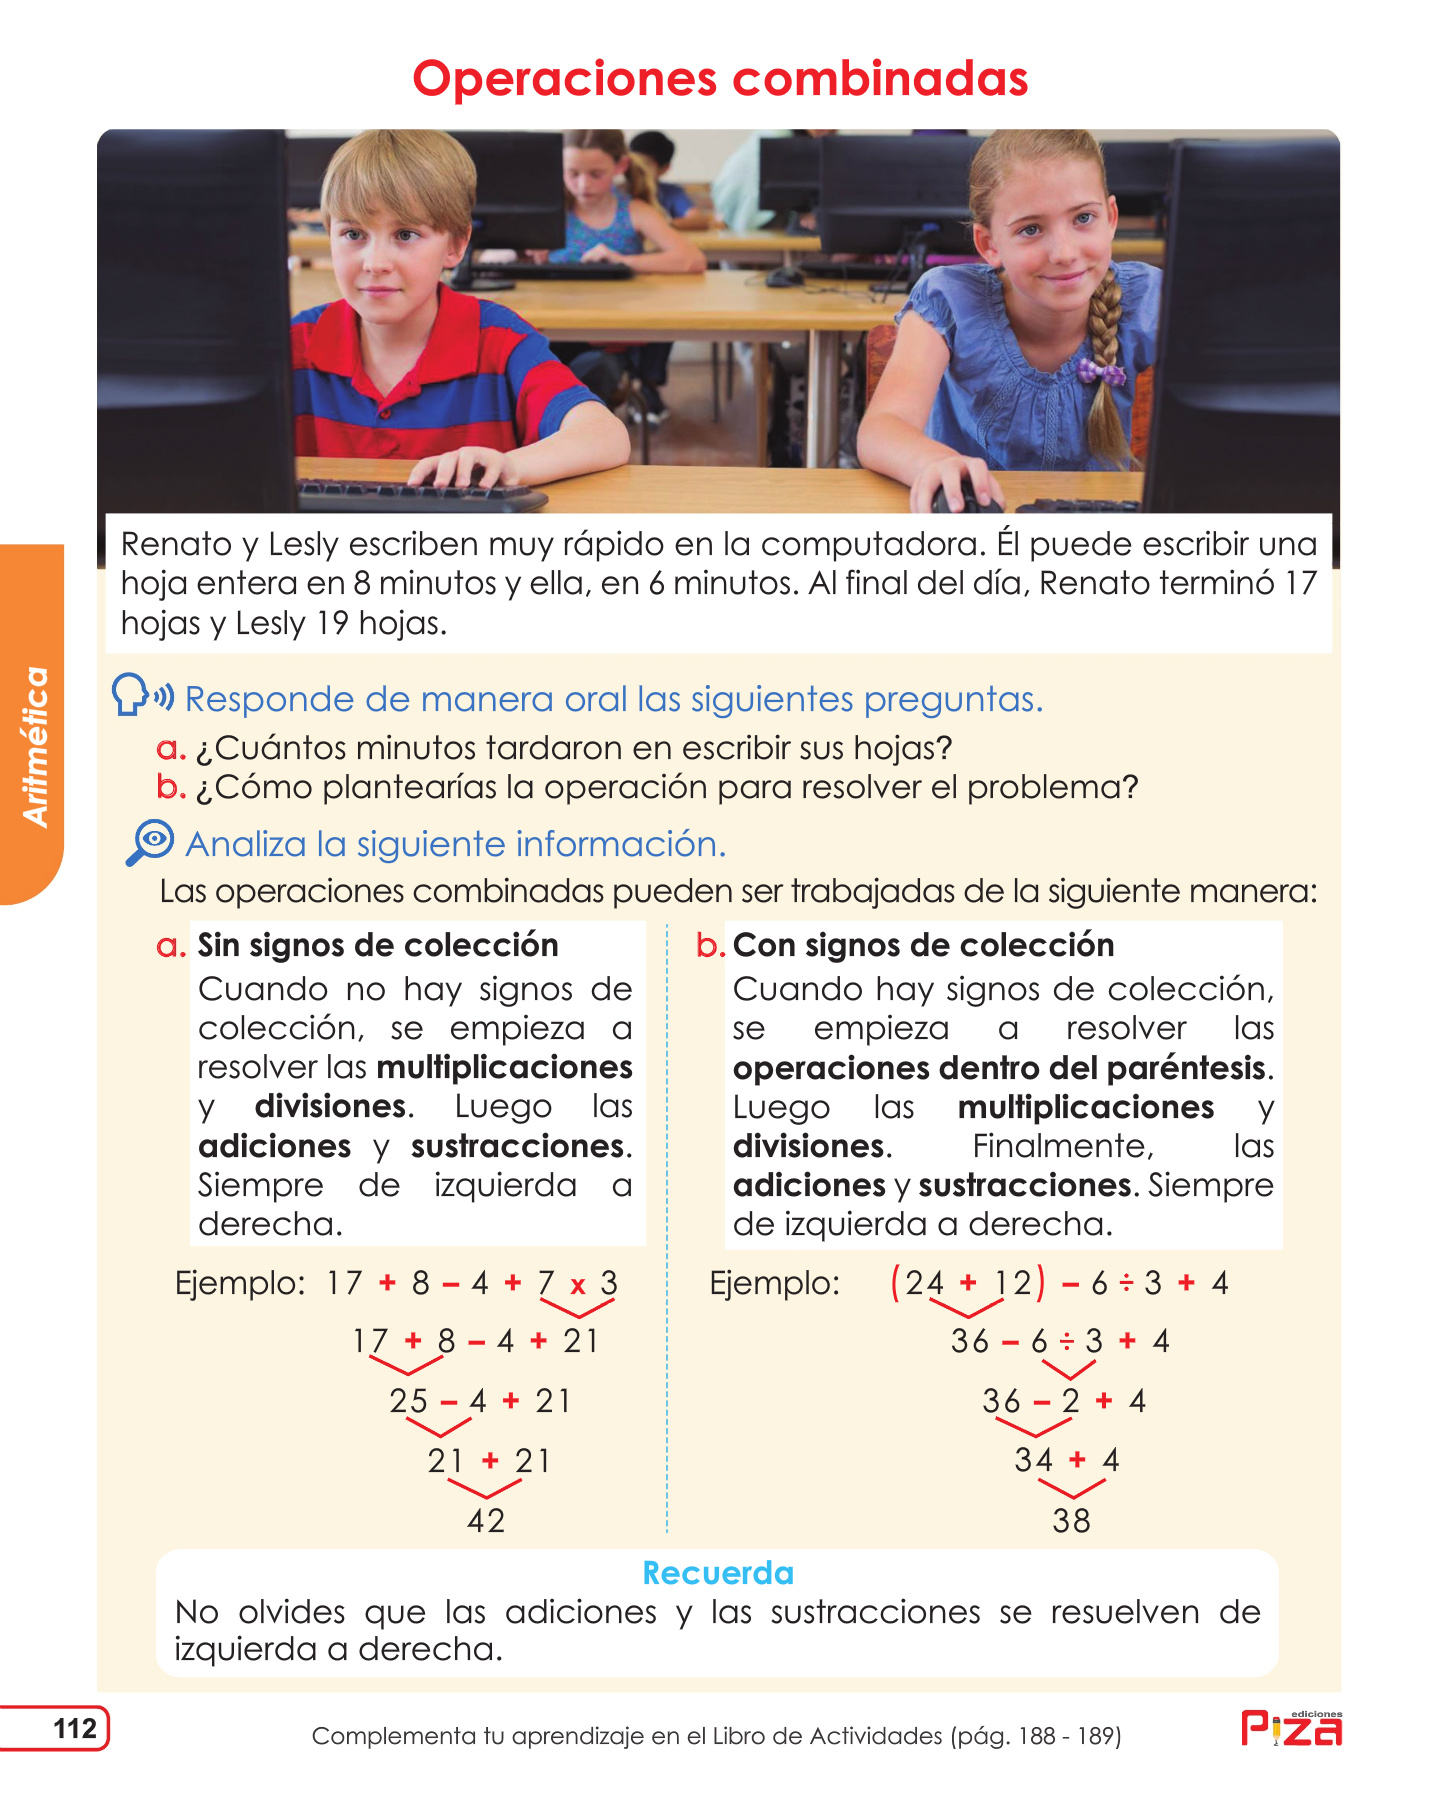 Operaciones combinadas
Renato y Lesly escriben muy rápido en la computadora. Él puede escribir una
hoja entera en 8 minutos y ella, en 6 minutos. Al final del día, Renato terminó 17
hojas y Lesly 19 hojas.
Aritmética
Responde de manera oral las siguientes preguntas.
a. ¿Cuántos minutos tardaron en escribir sus hojas?
b. ¿Cómo plantearías la operación para resolver el problema?
Analiza la siguiente información.
Las operaciones combinadas pueden ser trabajadas de la siguiente manera:
a. Sin signos de colección
Cuando no hay signos de
colección, se empieza a
resolver las multiplicaciones
y divisiones. Luego las
adiciones y sustracciones.
Siempre de izquierda a
derecha.
Ejemplo: 17 + 8 – 4 + 7 x 3
17 + 8 – 4 + 21
25 – 4 + 21
21 + 21
42
b. Con signos de colección
Cuando hay signos de colección,
se empieza a resolver las
operaciones dentro del paréntesis.
Luego las multiplicaciones y
divisiones. Finalmente, las
adiciones y sustracciones. Siempre
de izquierda a derecha.
Ejemplo: (24 + 12) – 6 ÷ 3 + 4
36 – 6 ÷ 3 + 4
36 – 2 + 4
34 + 4
38
Recuerda
No olvides que las adiciones y las sustracciones se resuelven de
izquierda a derecha.
112
Complementa tu aprendizaje en el Libro de Actividades (pág. 188 - 189)
ediciones
PIZA